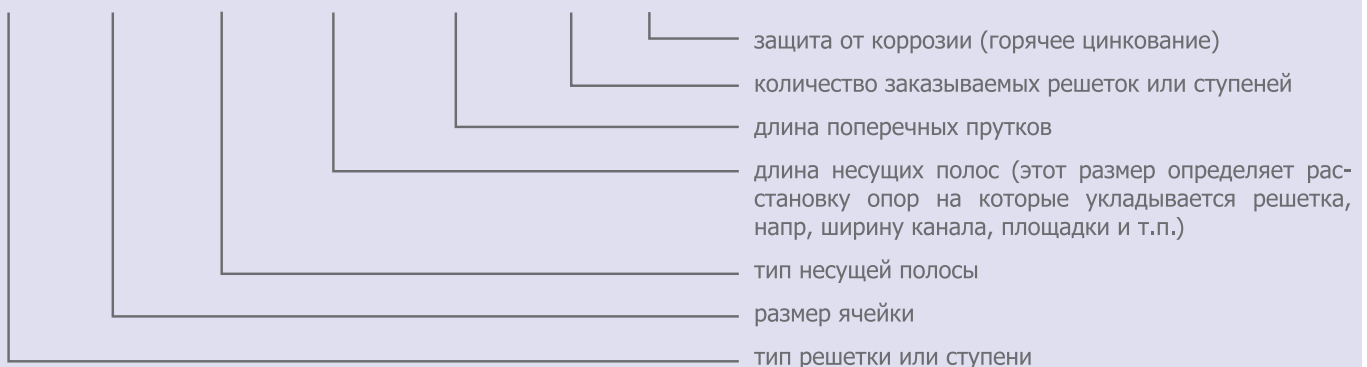 защита от коррозии (горячее цинкование)
количество заказываемых решеток или ступеней
длина поперечных прутков
длина несущих полос (этот размер определяет рас-
становку опор на которые укладывается решетка,
напр, ширину канала, площадки и т.п.)
тип несущей полосы
размер ячейки
тип решетки или ступени